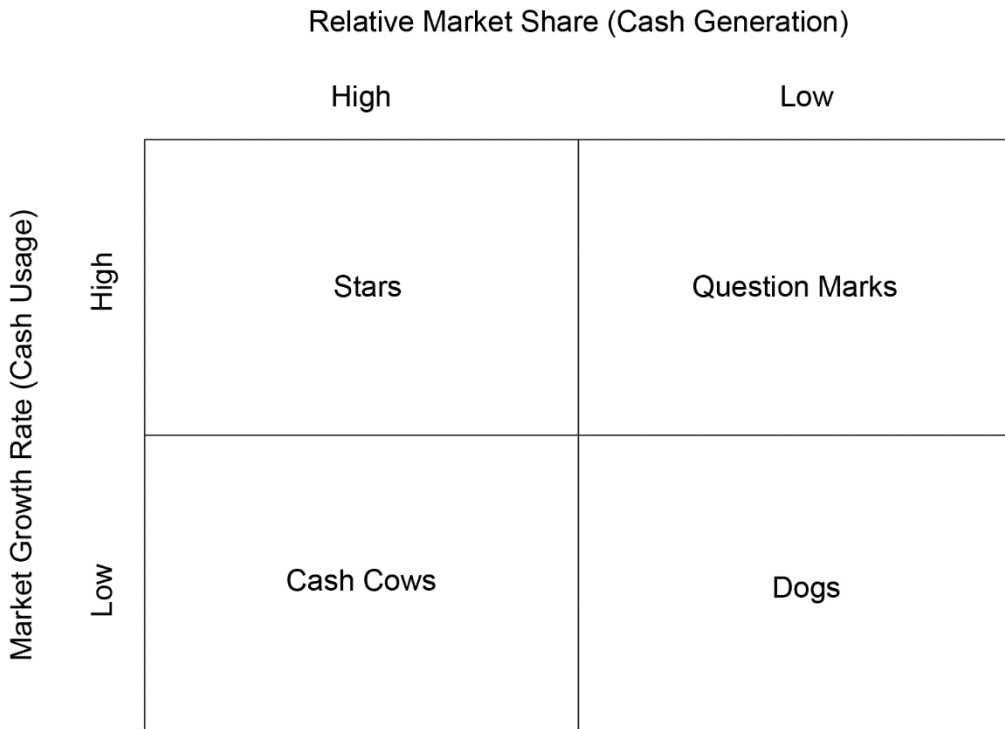 Relative Market Share (Cash Generation)
High
Low
Market Growth Rate (Cash Usage)
High
Stars
Question Marks
Low
Cash Cows
Dogs